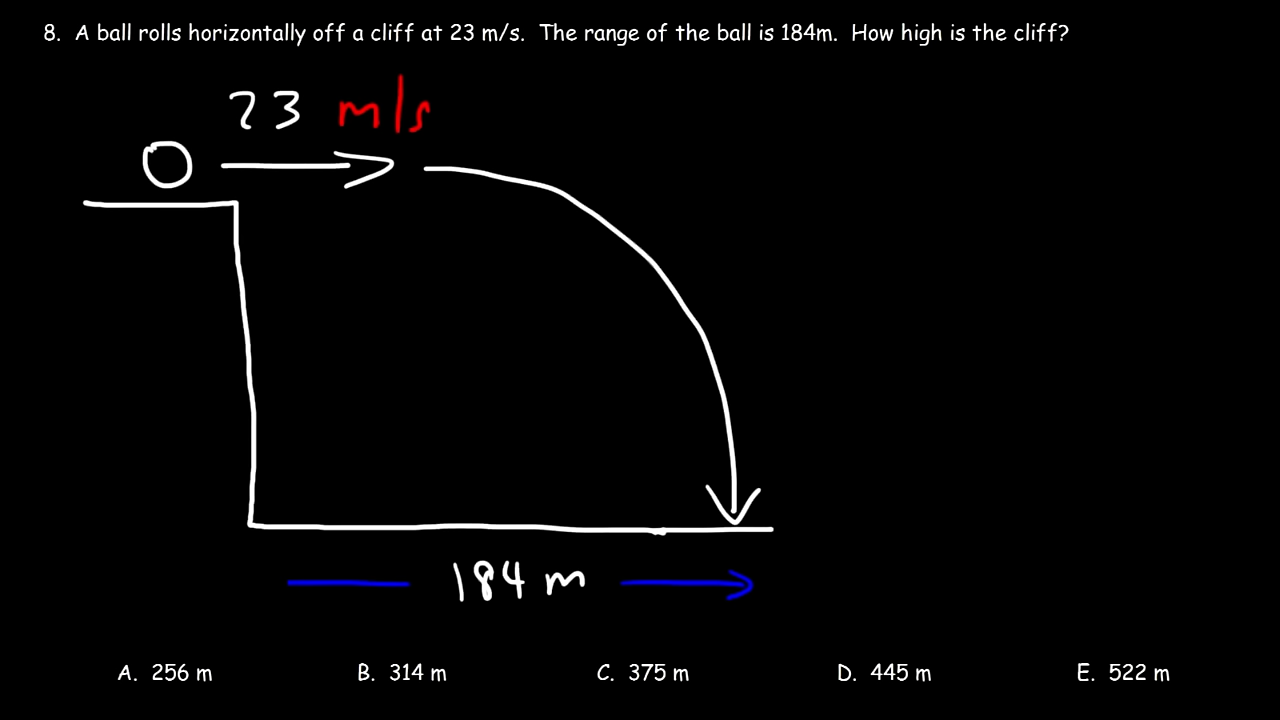 8. A ball rolls horizontally off a cliff at 23 m/s. The range of the ball is 184m. How high is the cliff?
23 m/s
184 m
A. 256 m B. 314 m C. 375 m D. 445 m E. 522 m